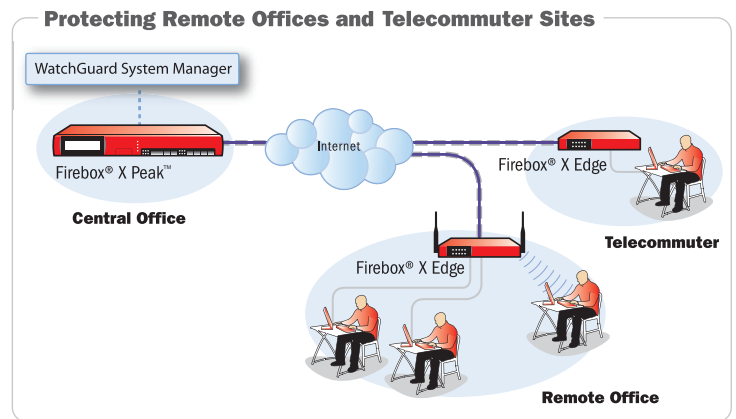 Protecting Remote Offices and Telecommuter Sites
WatchGuard System Manager
Internet
Firebox® X Peak™
Firebox® X Edge
Central Office
Telecommuter
Firebox® X Edge
Remote Office